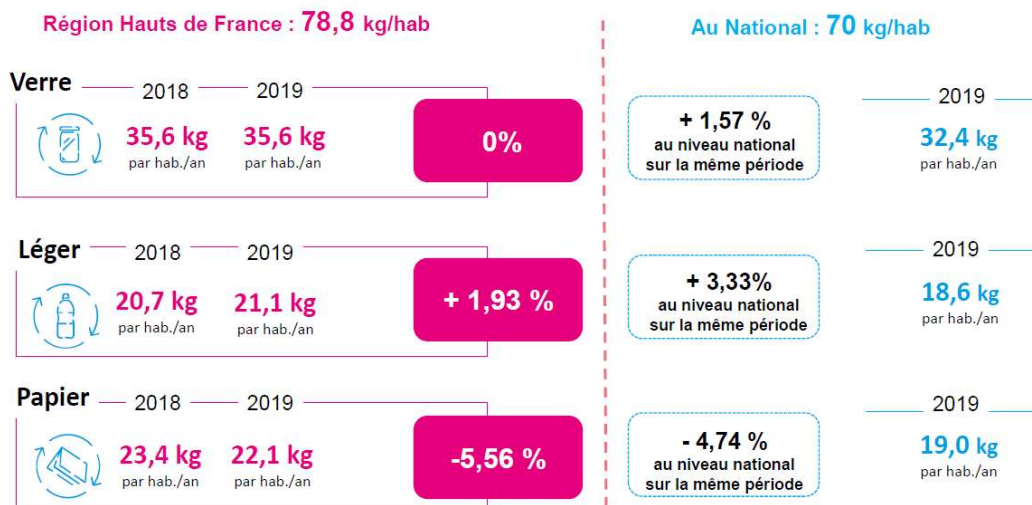 Région Hauts de France : 78,8 kg/hab
Au National : 70 kg/hab
Verre
2018
2019
35,6 kg
par hab./an
35,6 kg
par hab./an
0%
+ 1,57 %
au niveau national
sur la même période
2019
32,4 kg
par hab./an
Léger
2018
2019
20,7 kg
par hab./an
21,1 kg
par hab./an
+ 1,93 %
+ 3,33%
au niveau national
sur la même période
2019
18,6 kg
par hab./an
Papier
2018
2019
23,4 kg
par hab./an
22,1 kg
par hab./an
-5,56 %
- 4,74 %
au niveau national
sur la même période
2019
19,0 kg
par hab./an